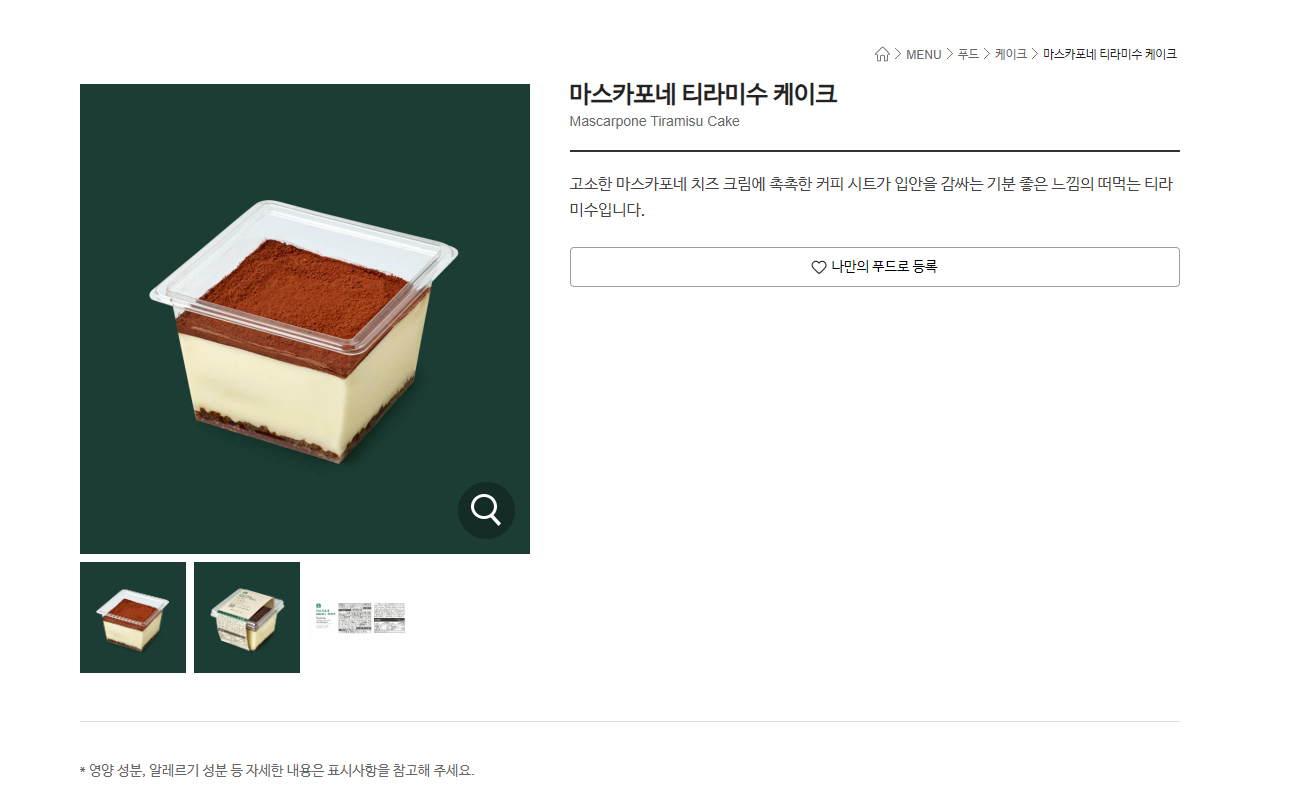 MENU 푸드 케이크 마스카포네 티라미수 케이크
마스카포네 티라미수 케이크
Mascarpone Tiramisu Cake
고소한 마스카포네 치즈 크림에 촉촉한 커피 시트가 입안을 감싸는 기분 좋은 느낌의 떠먹는 티라
미수입니다.
나만의 푸드로 등록
* 영양 성분, 알레르기 성분 등 자세한 내용은 표시사항을 참고해 주세요.